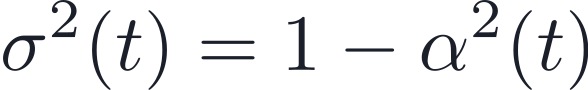 σ²(t) = 1 − α²(t)